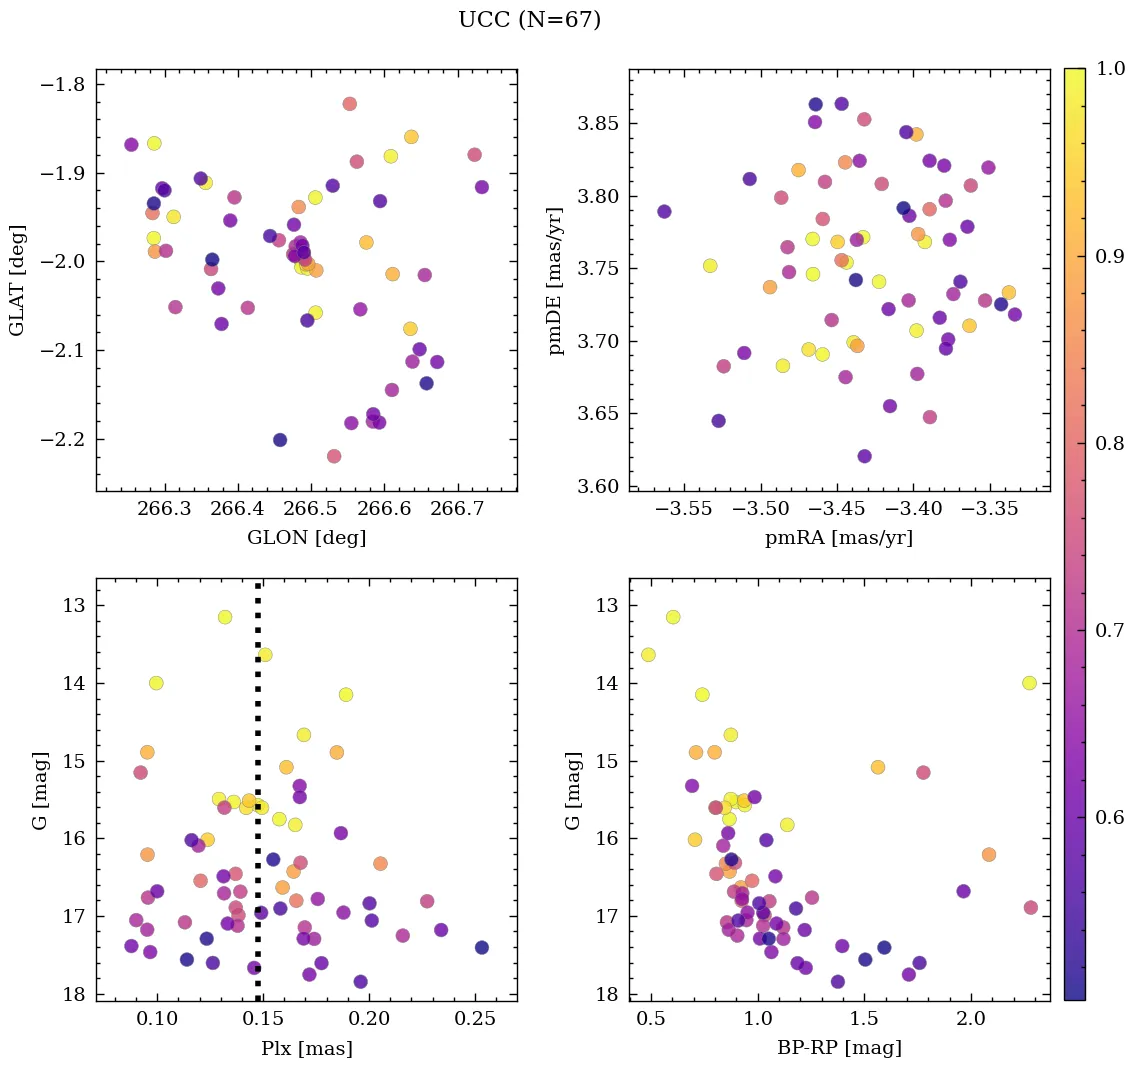 UCC (N=67)
−1.8
−1.9
−2.0
−2.1
−2.2
GLAT [deg]
266.3 266.4 266.5 266.6 266.7
GLON [deg]
3.85
3.80
3.75
3.70
3.65
3.60
pmDE [mas/yr]
−3.55 −3.50 −3.45 −3.40 −3.35
pmRA [mas/yr]
13
14
15
16
17
18
G [mag]
0.10 0.15 0.20 0.25
Plx [mas]
13
14
15
16
17
18
G [mag]
0.5 1.0 1.5 2.0
BP-RP [mag]
1.0
0.9
0.8
0.7
0.6